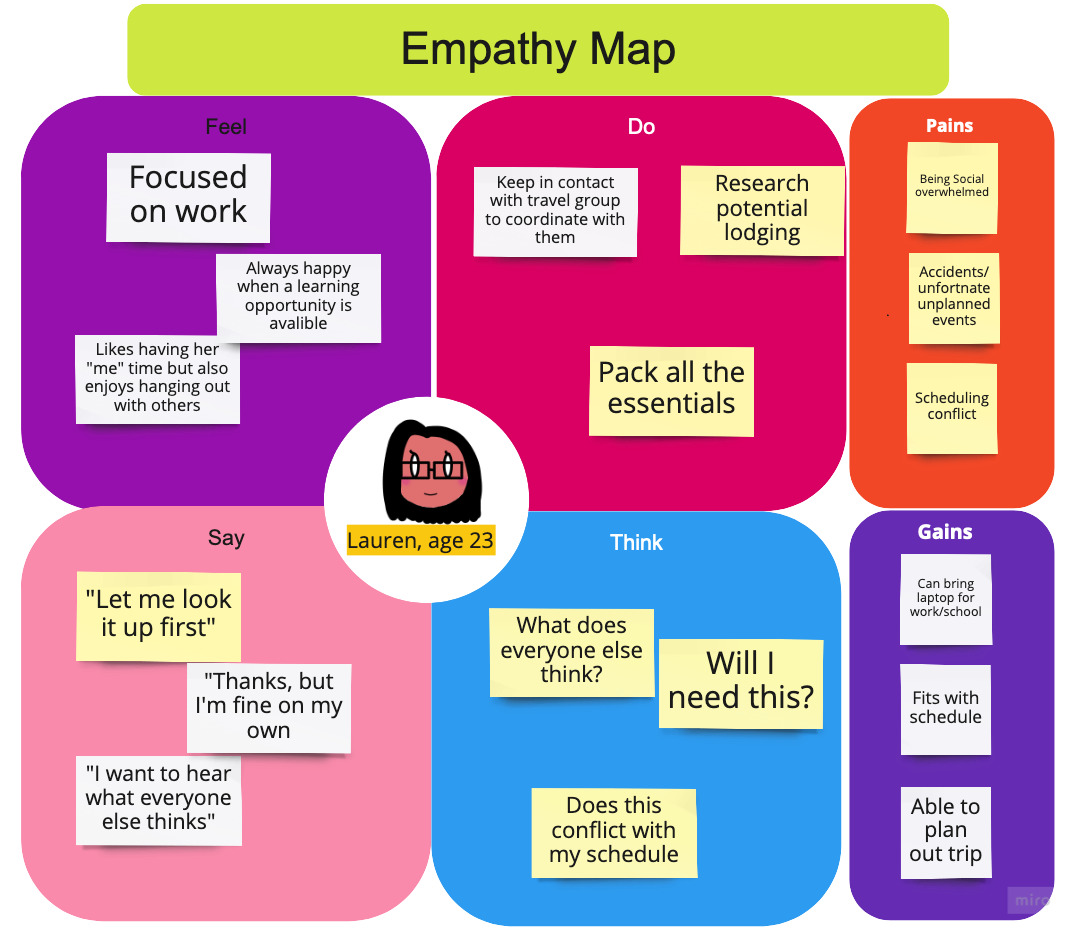 Empathy Map
Feel
Focused
on work
Always happy
when a learning
opportunity is
avalible
Likes having her
"me" time but also
enjoys hanging out
with others
Do
Keep in contact
with travel group
to coordinate with
them
Research
potential
lodging
Pack all the
essentials
Pains
Being Social
overwhelmed
Accidents/
unfortnate
unplanned
events
Scheduling
conflict
Lauren, age 23
Say
"Let me look
it up first"
"Thanks, but
I'm fine on my
own
"I want to hear
what everyone
else thinks"
Think
What does
everyone else
think?
Will I
need this?
Does this
conflict with
my schedule
Gains
Can bring
laptop for
work/school
Fits with
schedule
Able to
plan
out trip
miro